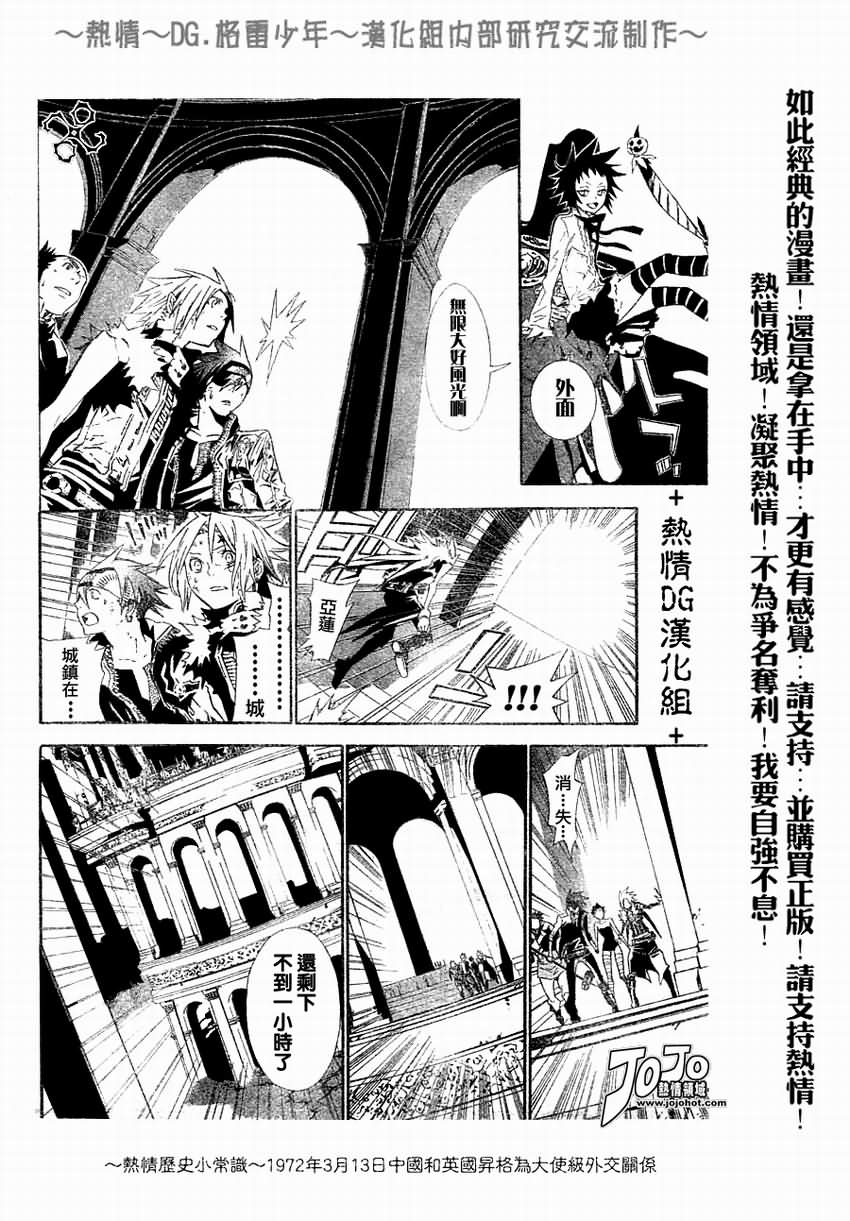 ～熱情～DG.格雷少年～漢化組內部研究交流制作～
如此經典的漫畫！還是拿在手中…才更有感覺…請支持…並購買正版！請支持熱情！
熱情領域！凝聚熱情！不為爭名奪利！我要自強不息！
外面
無限大好風光啊
+熱情DG漢化組+
亞蓮
!!!
…………城
城鎮在…
消…失…
還剩下
不到一小時了
JOJO
熱情領域
www.jojohot.com
～熱情歷史小常識～1972年3月13日中國和英國昇格為大使級外交關係